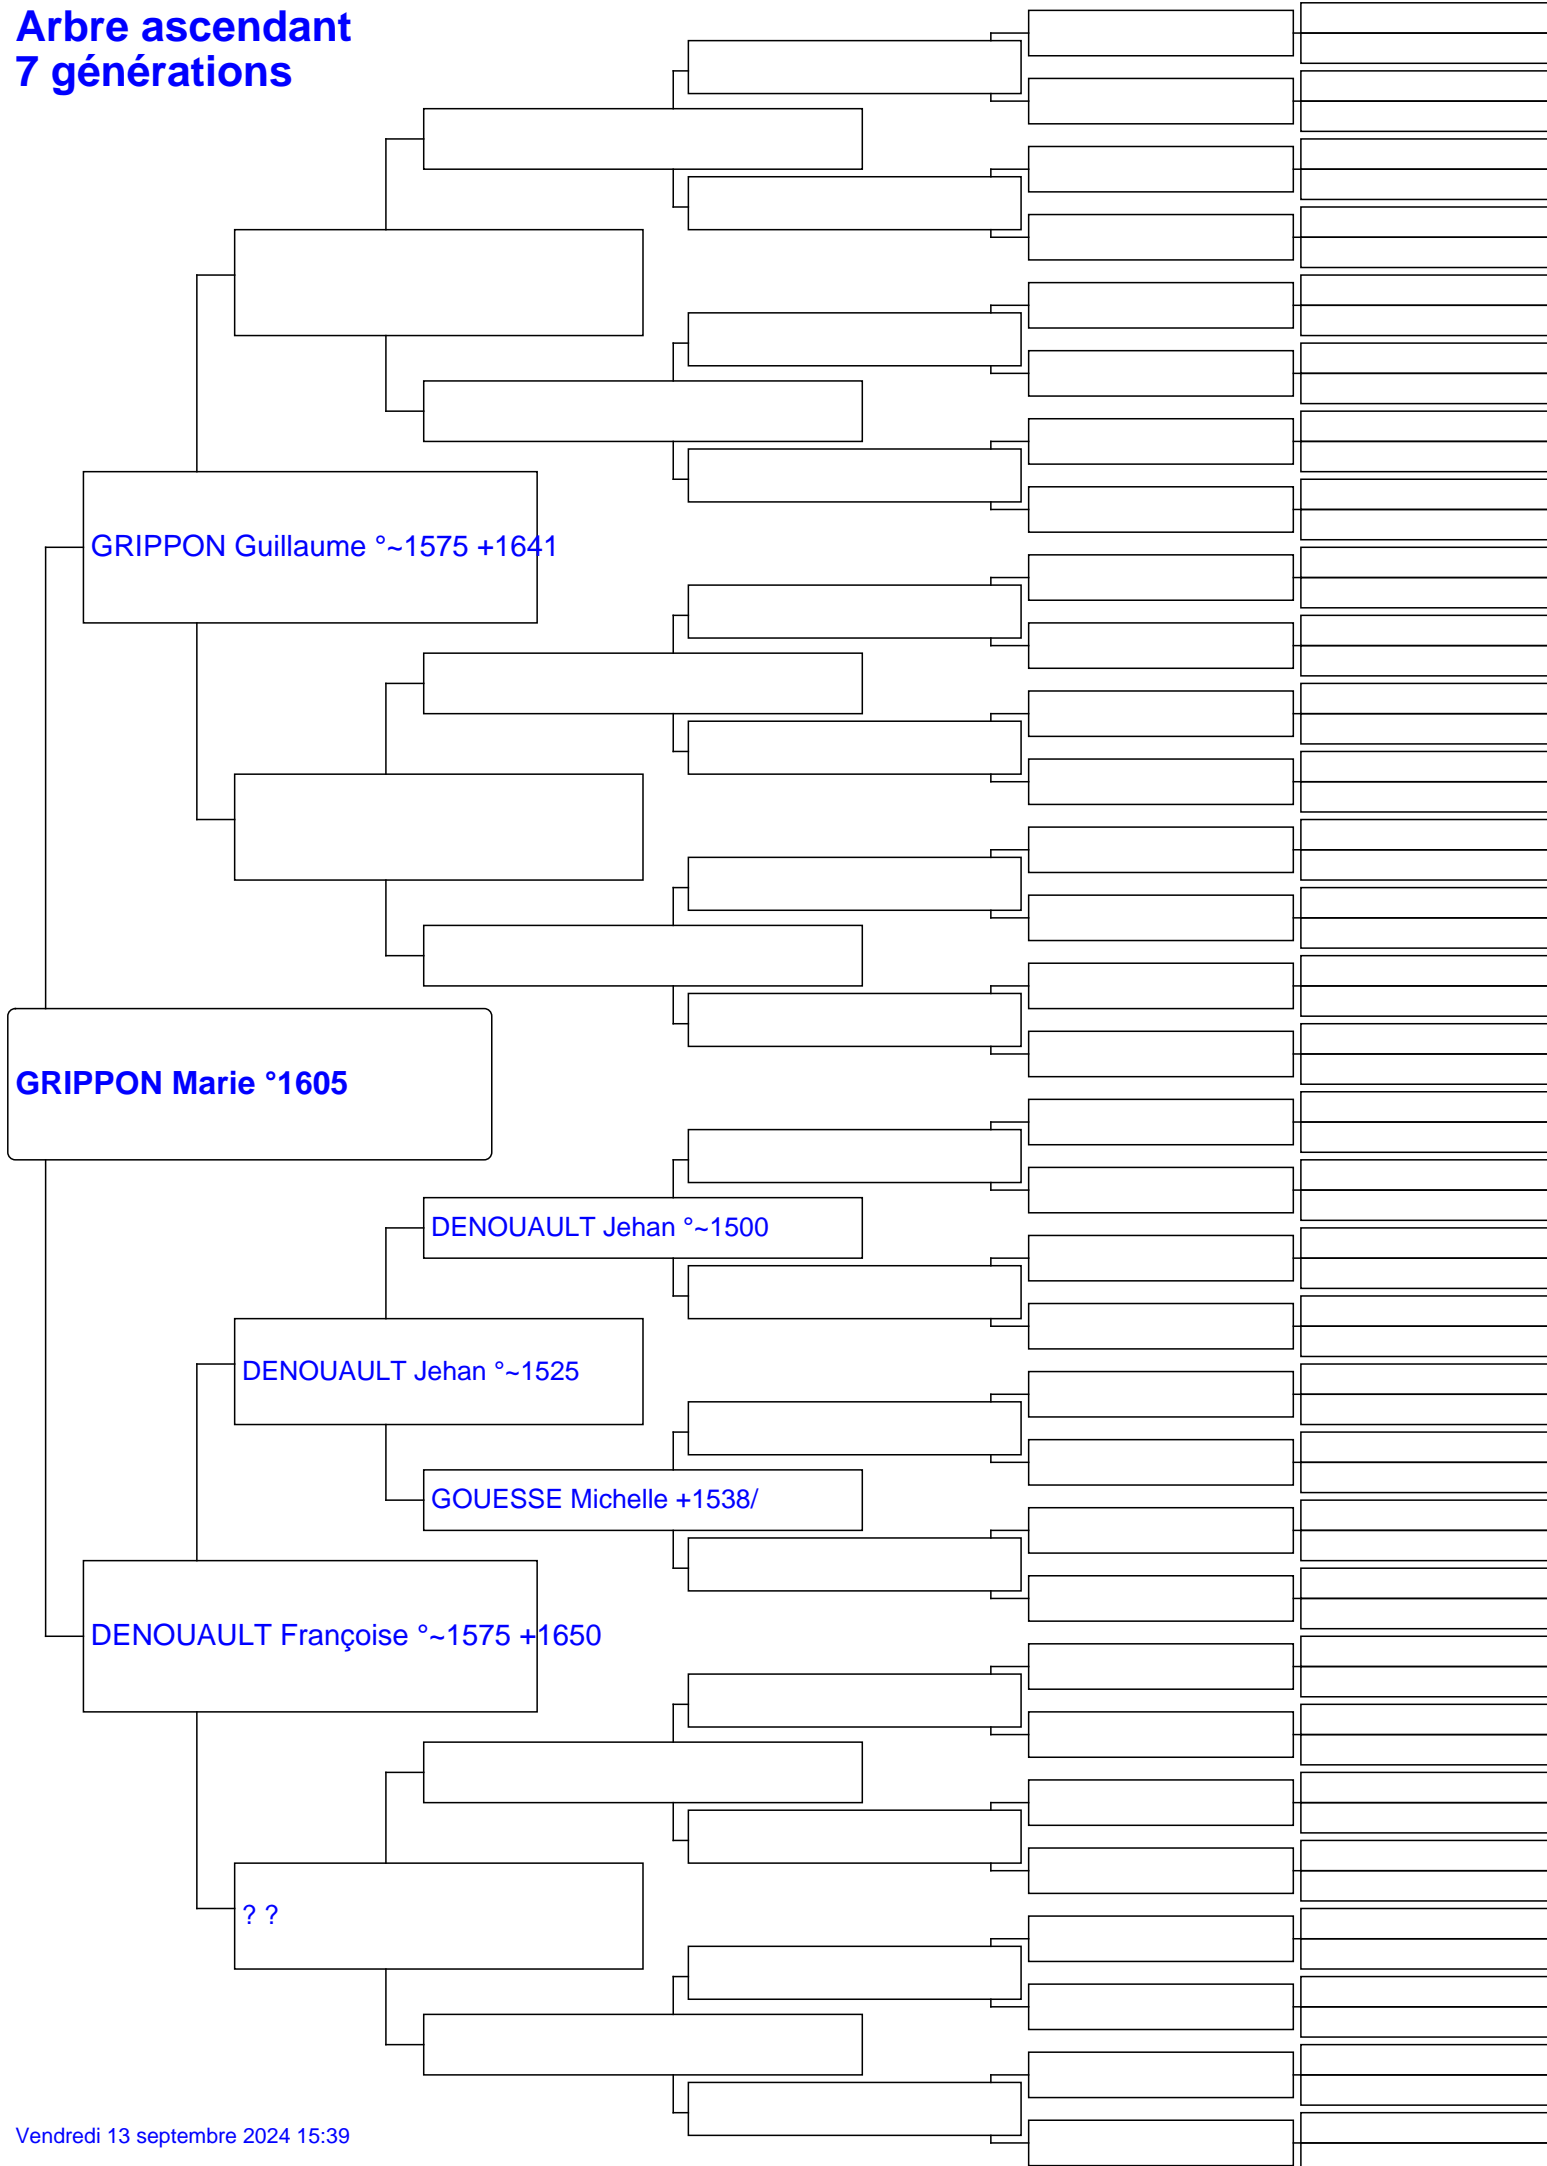 Arbre ascendant
7 générations
GRIPPON Guillaume °~1575 +1641
GRIPPON Marie °1605
DENOUAULT Jehan °~1500
DENOUAULT Jehan °~1525
GOUESSE Michelle +1538/
DENOUAULT Françoise °~1575 +1650
? ?
Vendredi 13 septembre 2024 15:39